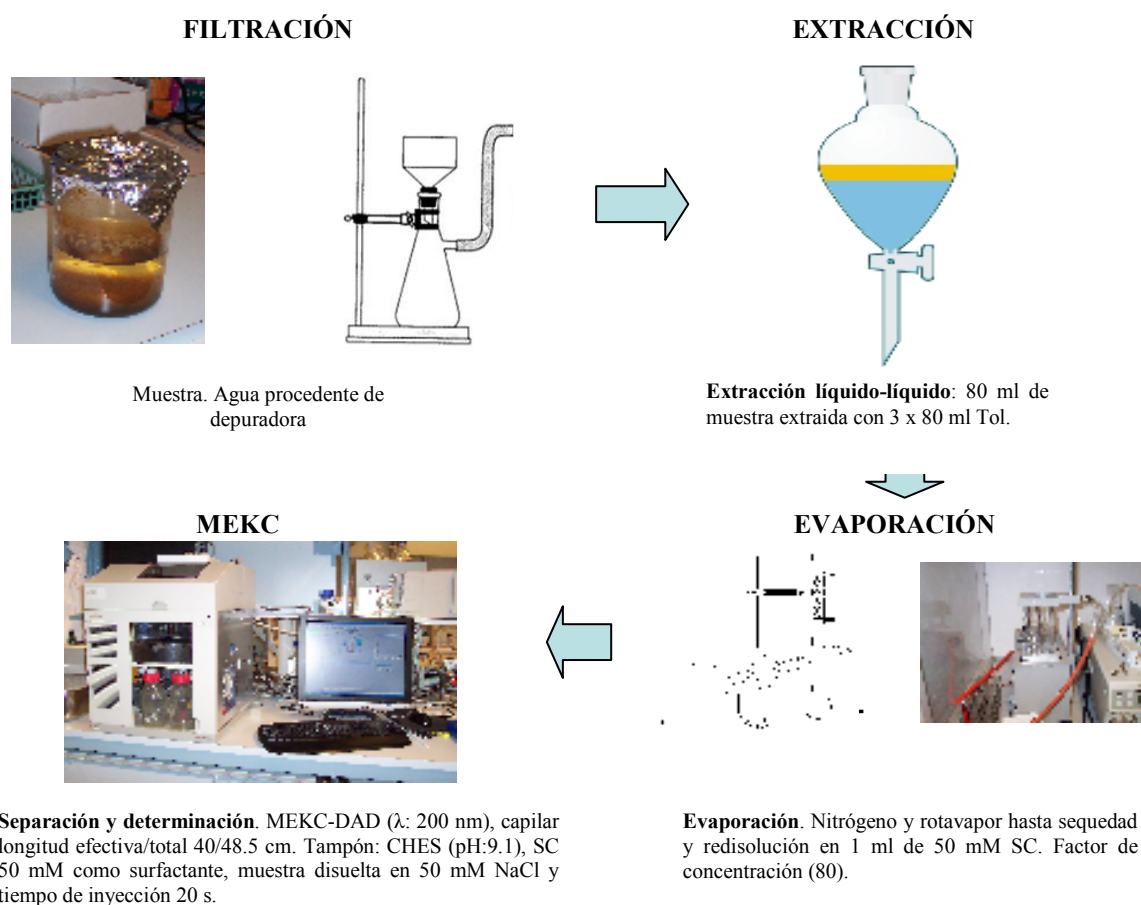 FILTRACIÓN
EXTRACCIÓN
Muestra. Agua procedente de
depuradora
Extracción líquido-líquido: 80 ml de
muestra extraida con 3 x 80 ml Tol.
MEKC
EVAPORACIÓN
Separación y determinación. MEKC-DAD (λ: 200 nm), capilar
longitud efectiva/total 40/48.5 cm. Tampón: CHES (pH:9.1), SC
50 mM como surfactante, muestra disuelta en 50 mM NaCl y
tiempo de inyección 20 s.
Evaporación. Nitrógeno y rotavapor hasta sequedad
y redisolución en 1 ml de 50 mM SC. Factor de
concentración (80).